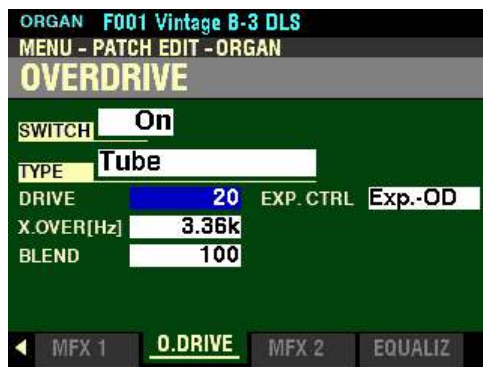 ORGAN F001 Vintage B-3 DLS
MENU - PATCH EDIT - ORGAN
OVERDRIVE
SWITCH On
TYPE Tube
DRIVE 20 EXP. CTRL Exp.-OD
X.OVER[Hz] 3.36k
BLEND 100
MFX 1 O.DRIVE MFX 2 EQUALIZ